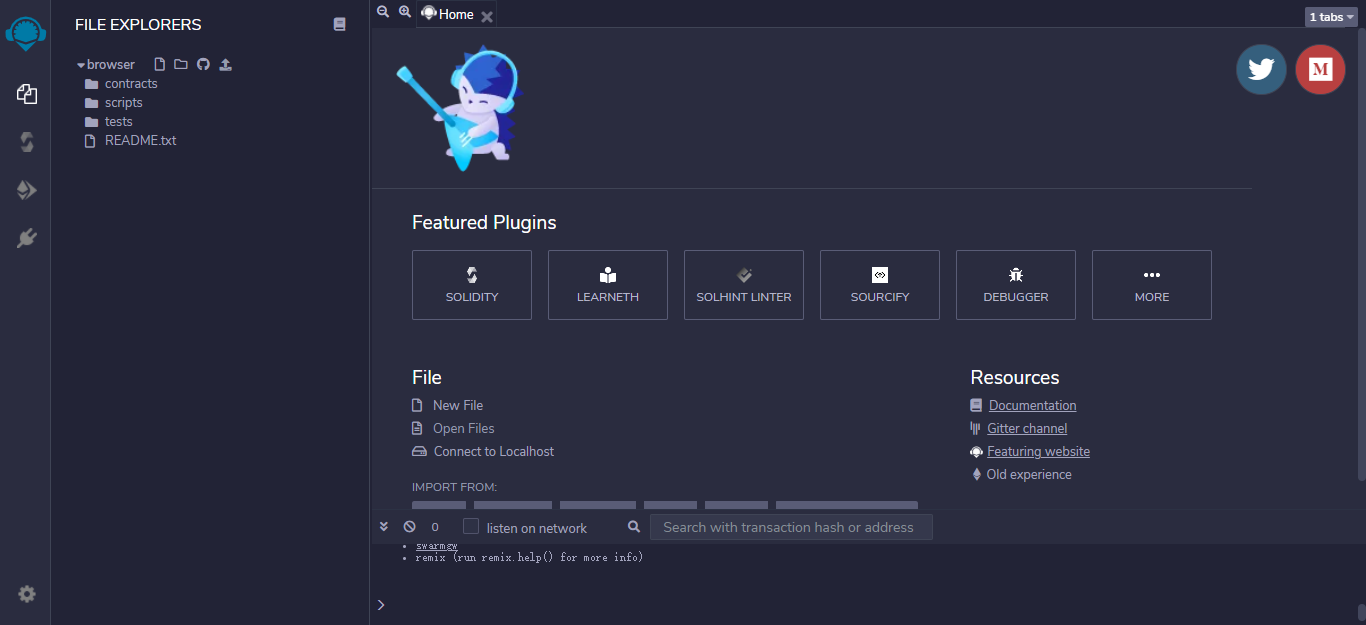 FILE EXPLORERS
browser
contracts
scripts
tests
README.txt
Home
1 tabs
M
Featured Plugins
SOLIDITY
LEARNETH
SOLHINT LINTER
SOURCIFY
DEBUGGER
MORE
File
New File
Open Files
Connect to Localhost
IMPORT FROM:
Resources
Documentation
Gitter channel
Featuring website
Old experience
0 listen on network Search with transaction hash or address
swarmgw
remix (run remix.help() for more info)
>